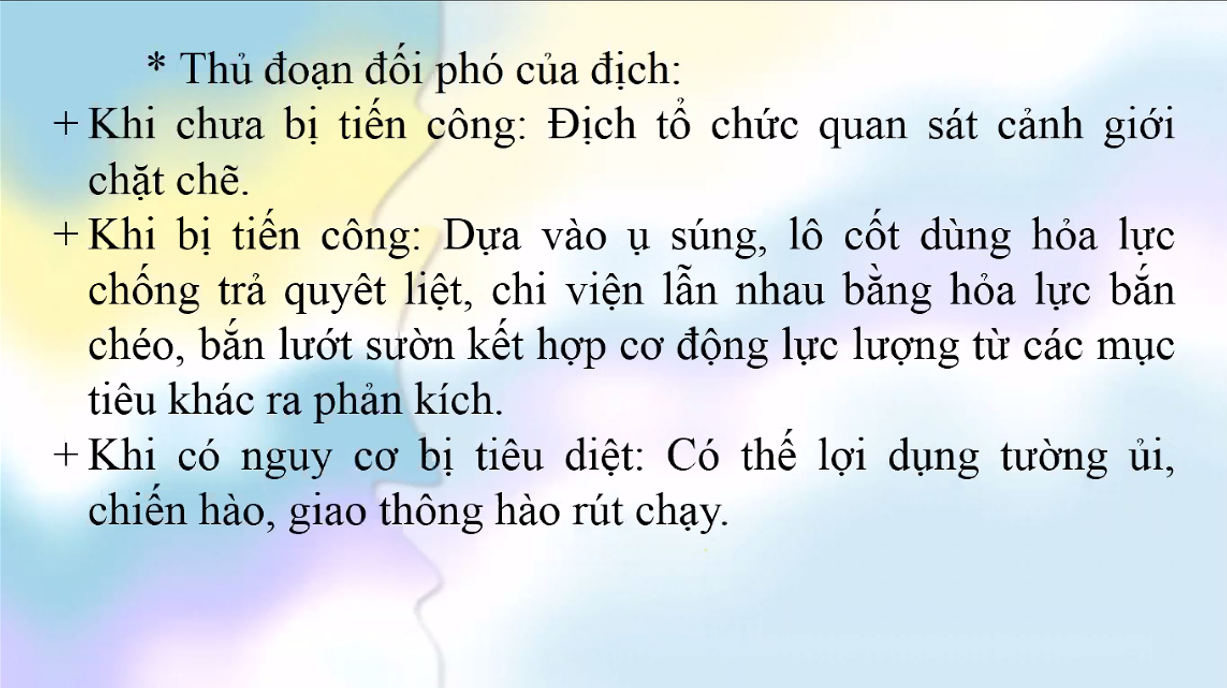 * Thủ đoạn đối phó của địch:
+ Khi chưa bị tiến công: Địch tổ chức quan sát cảnh giới
chặt chẽ.
+ Khi bị tiến công: Dựa vào ụ súng, lô cốt dùng hỏa lực
chống trả quyêt liệt, chi viện lẫn nhau bằng hỏa lực bắn
chéo, bắn lướt sườn kết hợp cơ động lực lượng từ các mục
tiêu khác ra phản kích.
+ Khi có nguy cơ bị tiêu diệt: Có thể lợi dụng tường ủi,
chiến hào, giao thông hào rút chạy.